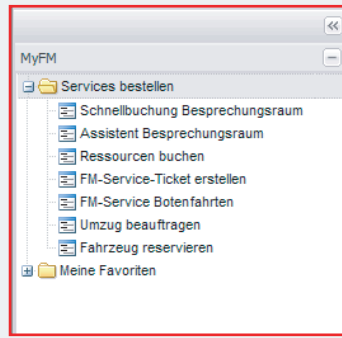 MyFM
Services bestellen
Schnellbuchung Besprechungsraum
Assistent Besprechungsraum
Ressourcen buchen
FM-Service-Ticket erstellen
FM-Service Botenfahrten
Umzug beauftragen
Fahrzeug reservieren
Meine Favoriten